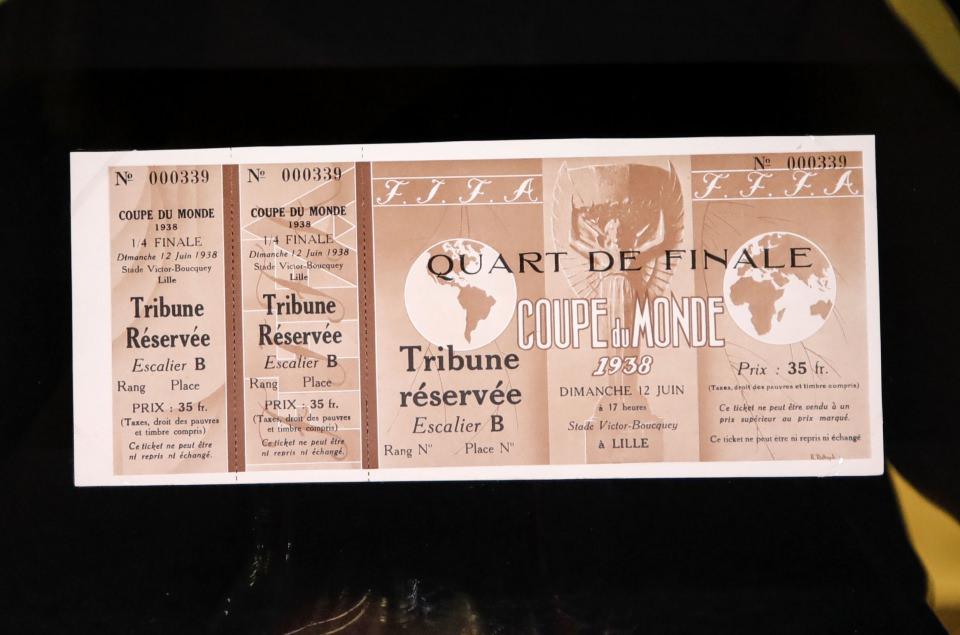 Nº 000339
COUPE DU MONDE
1938
1/4 FINALE
Dimanche 12 Juin 1938
Stade Victor-Boucquey
Lille
Tribune
Réservée
Escalier B
Rang Place
PRIX : 35 fr.
(Taxes, droit des pauvres
et timbre compris)
Ce ticket ne peut être
ni repris ni échangé.
Nº 000339
COUPE DU MONDE
1938
1/4 FINALE
Dimanche 12 Juin 1938
Stade Victor-Boucquey
Lille
Tribune
Réservée
Escalier B
Rang Place
PRIX : 35 fr.
(Taxes, droit des pauvres
et timbre compris)
Ce ticket ne peut être
ni repris ni échangé.
Nº 000339
F.I.F.A
F.F.F.A
QUART DE FINALE
COUPE du MONDE
1938
Tribune
réservée
Escalier B
Rang Nº Place Nº
DIMANCHE 12 JUIN
à 17 heures
Stade Victor-Boucquey
à LILLE
Prix : 35 fr.
(Taxes, droit des pauvres et timbre compris)
Ce ticket ne peut être vendu à un
prix supérieur au prix marqué.
Ce ticket ne peut être ni repris ni échangé